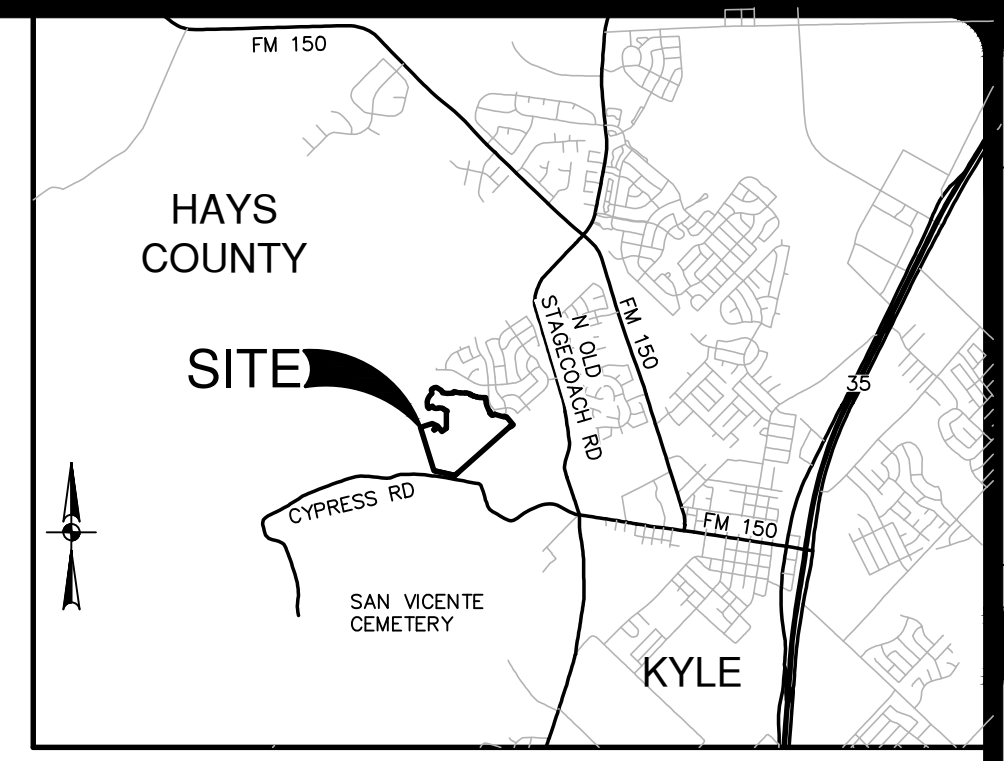 FM 150
HAYS
COUNTY
N OLD
STAGECOACH RD
FM 150
SITE
35
CYPRESS RD
FM 150
SAN VICENTE
CEMETERY
KYLE